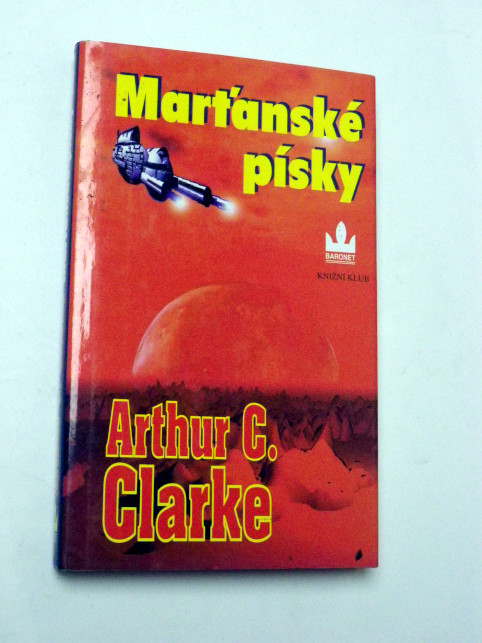 Marťanské
písky
BARONET
KNIŽNÍ KLUB
Arthur C.
Clarke